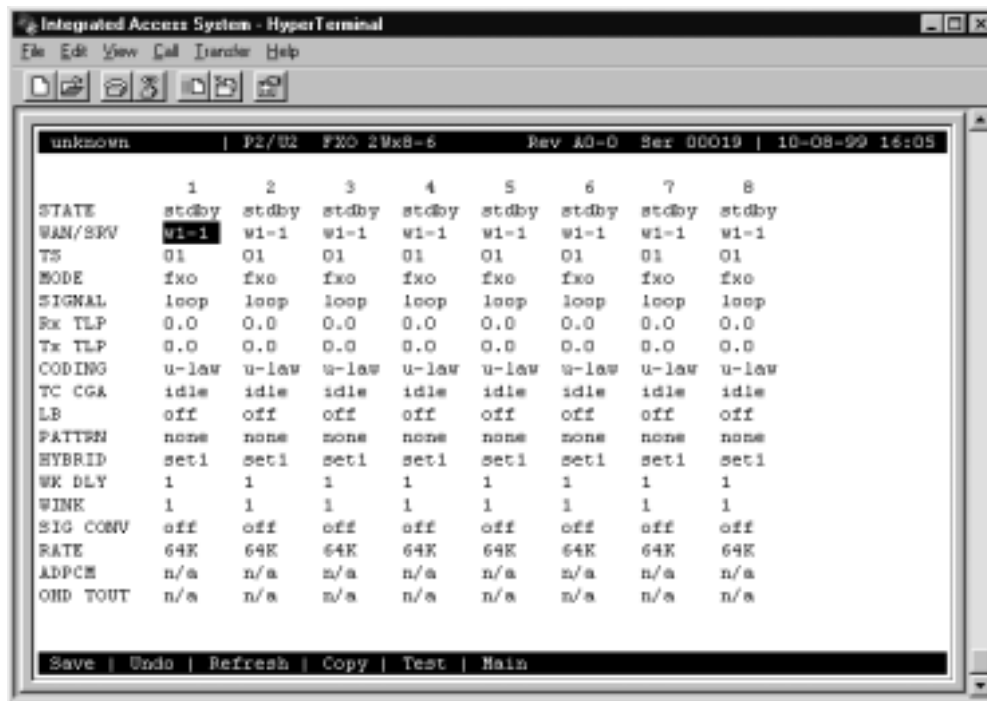 Integrated Access System - HyperTerminal
File Edit View Call Transfer Help
unknown | P2/U2 FXO 2Wx8-6 Rev A0-0 Ser 00019 | 10-08-99 16:05
1 2 3 4 5 6 7 8
STATE stdby stdby stdby stdby stdby stdby stdby stdby
WAN/SRV w1-1 w1-1 w1-1 w1-1 w1-1 w1-1 w1-1 w1-1
TS 01 01 01 01 01 01 01 01
MODE fxo fxo fxo fxo fxo fxo fxo fxo
SIGNAL loop loop loop loop loop loop loop loop
Rx TLP 0.0 0.0 0.0 0.0 0.0 0.0 0.0 0.0
Tx TLP 0.0 0.0 0.0 0.0 0.0 0.0 0.0 0.0
CODING u-law u-law u-law u-law u-law u-law u-law u-law
TC CGA idle idle idle idle idle idle idle idle
LB off off off off off off off off
PATTRN none none none none none none none none
HYBRID set1 set1 set1 set1 set1 set1 set1 set1
WK DLY 1 1 1 1 1 1 1 1
WINK 1 1 1 1 1 1 1 1
SIG CONV off off off off off off off off
RATE 64K 64K 64K 64K 64K 64K 64K 64K
ADPCM n/a n/a n/a n/a n/a n/a n/a n/a
OHD TOUT n/a n/a n/a n/a n/a n/a n/a n/a
Save | Undo | Refresh | Copy | Test | Main